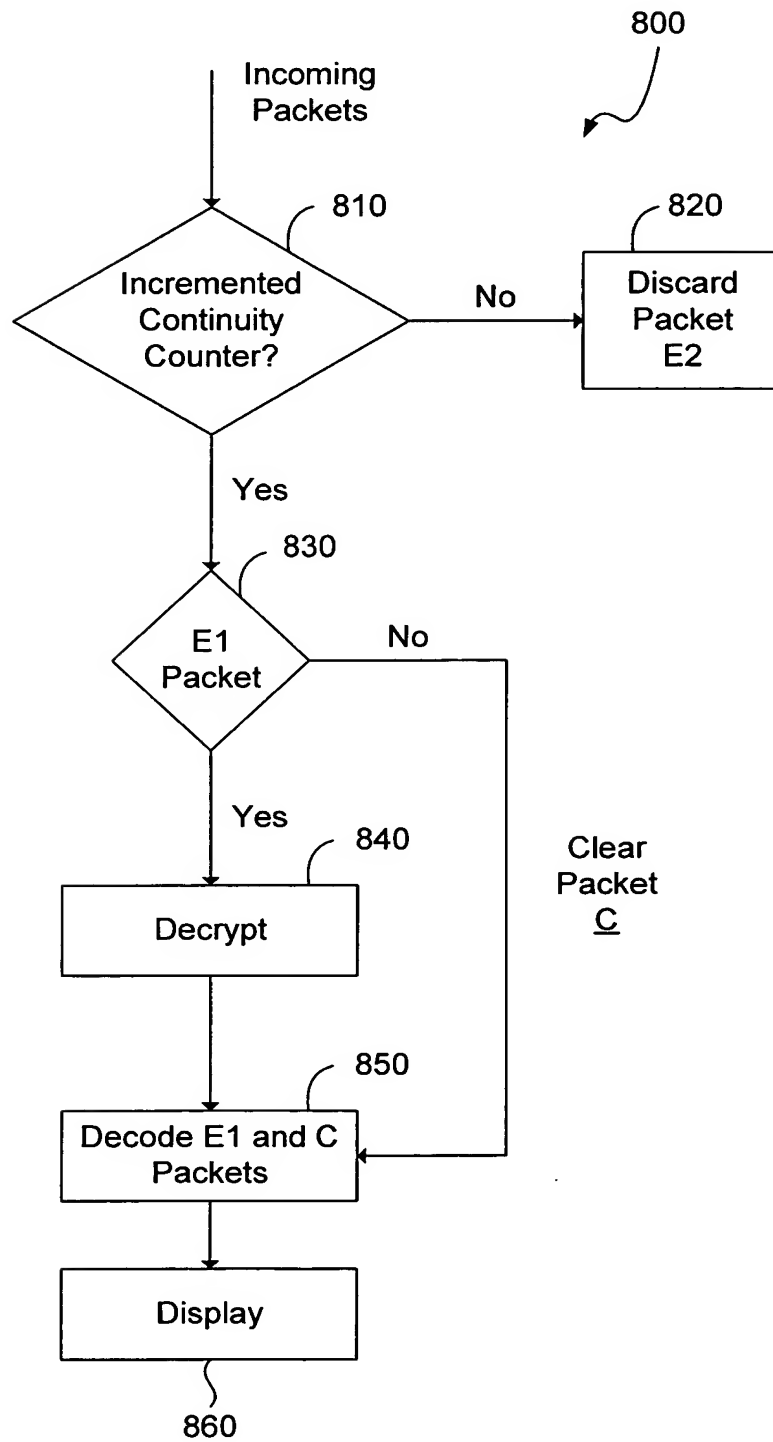 800
Incoming
Packets
810
820
Incremented
Continuity
Counter?
No
Discard
Packet
E2
Yes
830
E1
Packet
No
Yes
840
Clear
Packet
C
Decrypt
850
Decode E1 and C
Packets
Display
860